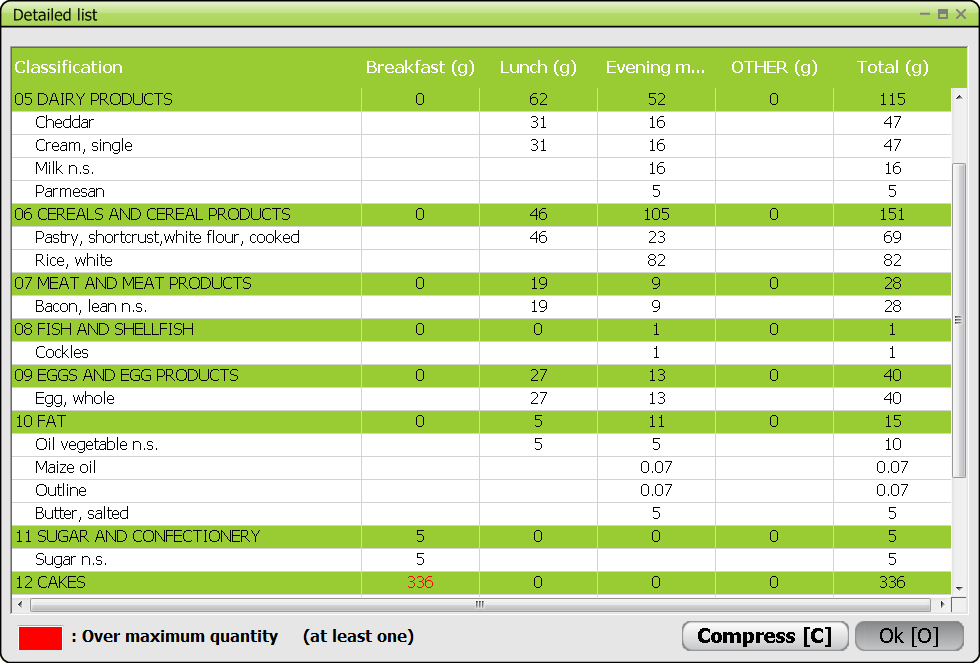 Detailed list
Classification Breakfast (g) Lunch (g) Evening m... OTHER (g) Total (g)
05 DAIRY PRODUCTS 0 62 52 0 115
Cheddar 31 16 47
Cream, single 31 16 47
Milk n.s. 16 16
Parmesan 5 5
06 CEREALS AND CEREAL PRODUCTS 0 46 105 0 151
Pastry, shortcrust,white flour, cooked 46 23 69
Rice, white 82 82
07 MEAT AND MEAT PRODUCTS 0 19 9 0 28
Bacon, lean n.s. 19 9 28
08 FISH AND SHELLFISH 0 0 1 0 1
Cockles 1 1
09 EGGS AND EGG PRODUCTS 0 27 13 0 40
Egg, whole 27 13 40
10 FAT 0 5 11 0 15
Oil vegetable n.s. 5 5 10
Maize oil 0.07 0.07
Outline 0.07 0.07
Butter, salted 5 5
11 SUGAR AND CONFECTIONERY 5 0 0 0 5
Sugar n.s. 5 5
12 CAKES 336 0 0 0 336
: Over maximum quantity (at least one) Compress [C] Ok [O]